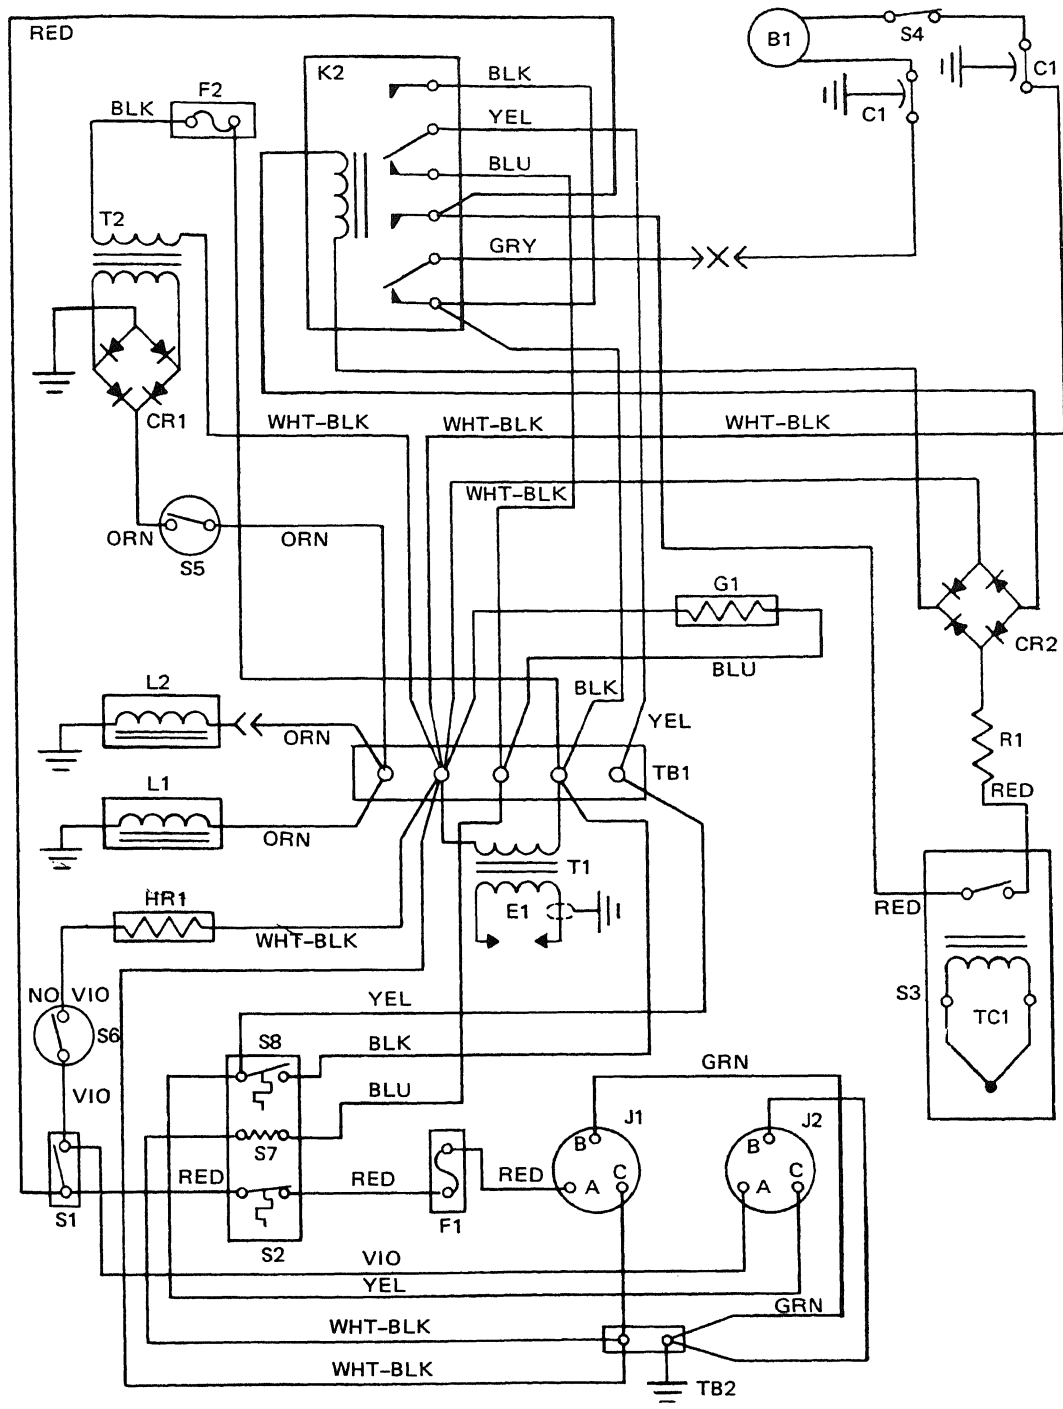 RED
K2
BLK
B1
S4
C1
F2
BLK
C1
YEL
BLU
T2
GRY
CR1
WHT-BLK
WHT-BLK
WHT-BLK
WHT-BLK
ORN
ORN
S5
G1
CR2
BLU
L2
BLK
YEL
ORN
R1
TB1
L1
RED
ORN
T1
HR1
E1
RED
WHT-BLK
NO VIO
YEL
S3
TC1
S6
S8
BLK
GRN
VIO
BLU
J1
J2
B
B
S7
RED
RED
RED
A
C
A
C
S1
F1
S2
VIO
YEL
GRN
WHT-BLK
WHT-BLK
TB2